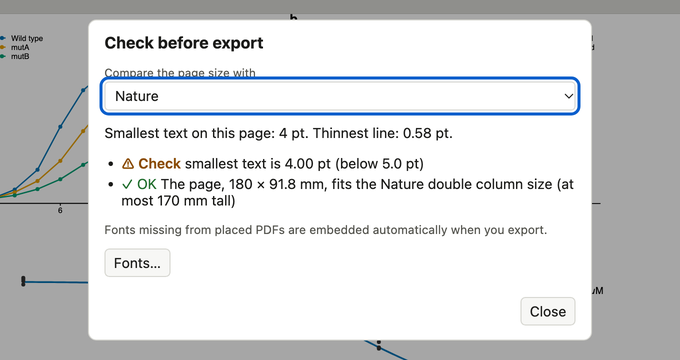 h
Wild type
mutA
mutB
Check before export
Compare the page size with
Nature
Smallest text on this page: 4 pt. Thinnest line: 0.58 pt.
⚠ Check smallest text is 4.00 pt (below 5.0 pt)
✓ OK The page, 180 × 91.8 mm, fits the Nature double column size (at
most 170 mm tall)
6
Fonts missing from placed PDFs are embedded automatically when you export.
Fonts...
M
Close